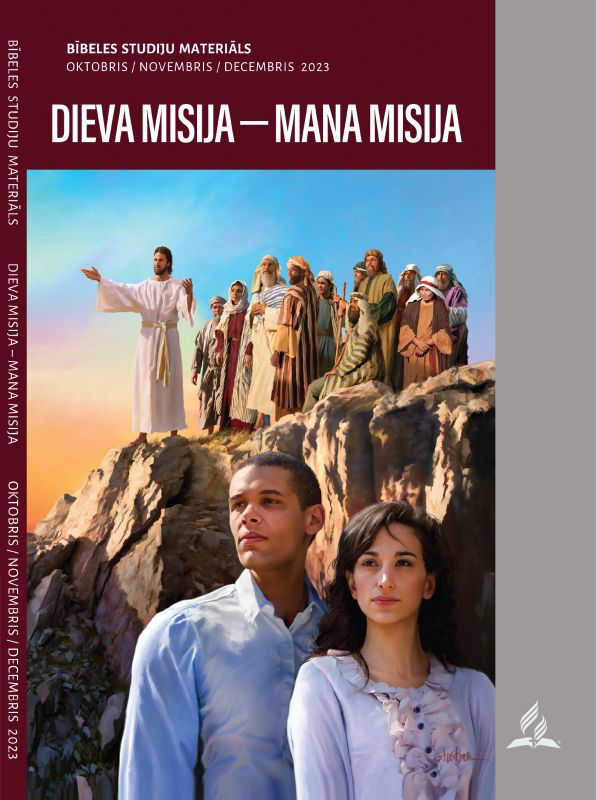 BĪBELES STUDIJU MATERIĀLS
OKTOBRIS / NOVEMBRIS / DECEMBRIS 2023
DIEVA MISIJA — MANA MISIJA
BĪBELES STUDIJU MATERIĀLS DIEVA MISIJA — MANA MISIJA OKTOBRIS / NOVEMBRIS / DECEMBRIS 2023